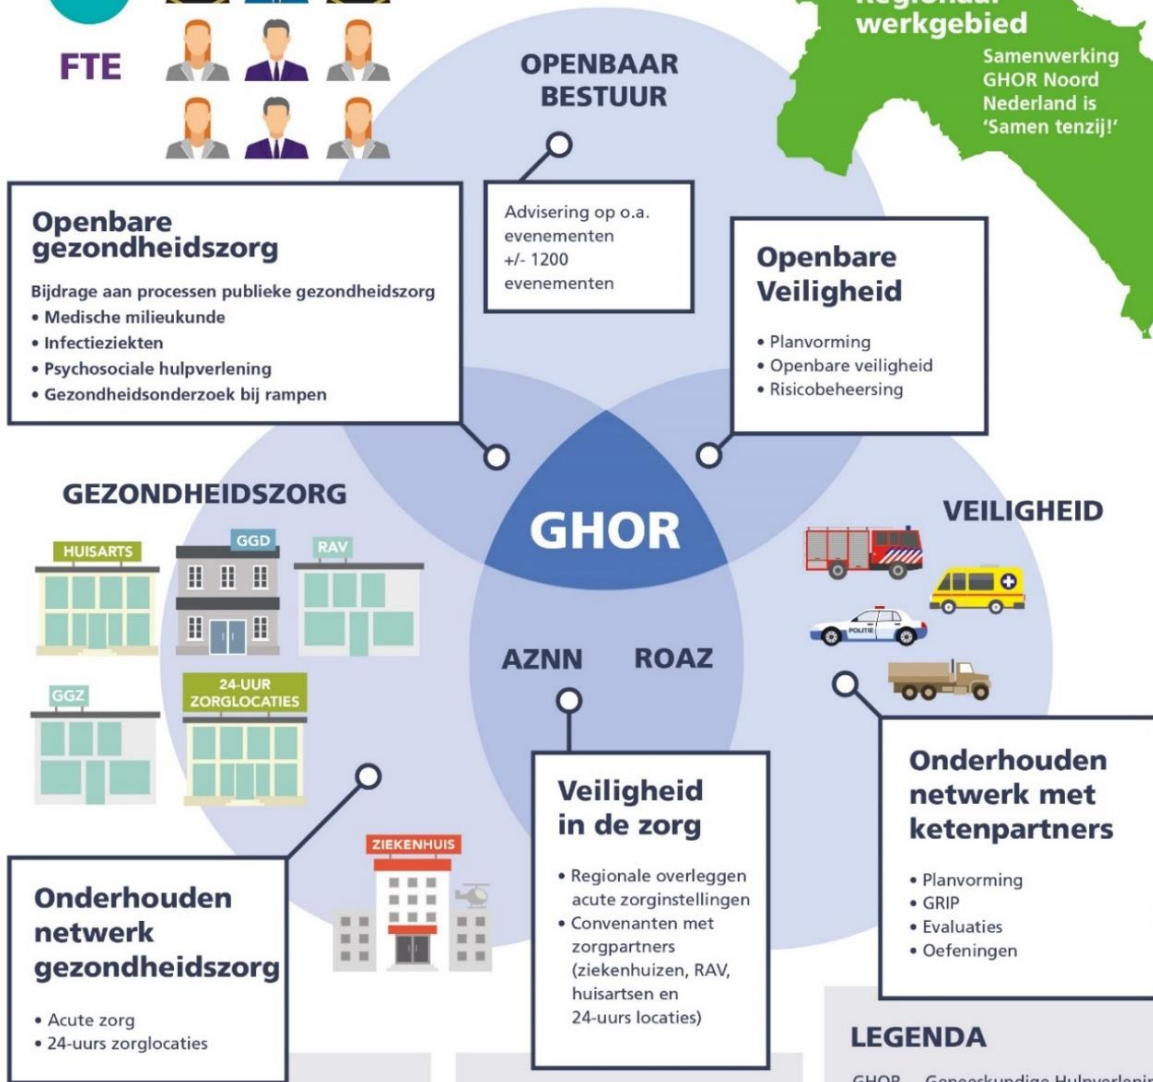 FTE
OPENBAAR
BESTUUR
werkgebied
Samenwerking
GHOR Noord
Nederland is
‘Samen tenzij!’
Openbare
gezondheidszorg
Bijdrage aan processen publieke gezondheidszorg
• Medische milieukunde
• Infectieziekten
• Psychosociale hulpverlening
• Gezondheidsonderzoek bij rampen
Advisering op o.a.
evenementen
+/- 1200
evenementen
Openbare
Veiligheid
• Planvorming
• Openbare veiligheid
• Risicobeheersing
GEZONDHEIDSZORG
HUISARTS
GGD
RAV
GGZ
24-UUR
ZORGLOCATIES
ZIEKENHUIS
GHOR
VEILIGHEID
POLITIE
AZNN
ROAZ
Onderhouden
netwerk
gezondheidszorg
• Acute zorg
• 24-uurs zorglocaties
Veiligheid
in de zorg
• Regionale overleggen
acute zorginstellingen
• Convenanten met
zorgpartners
(ziekenhuizen, RAV,
huisartsen en
24-uurs locaties)
Onderhouden
netwerk met
ketenpartners
• Planvorming
• GRIP
• Evaluaties
• Oefeningen
LEGENDA
GHOR Geneeskundige